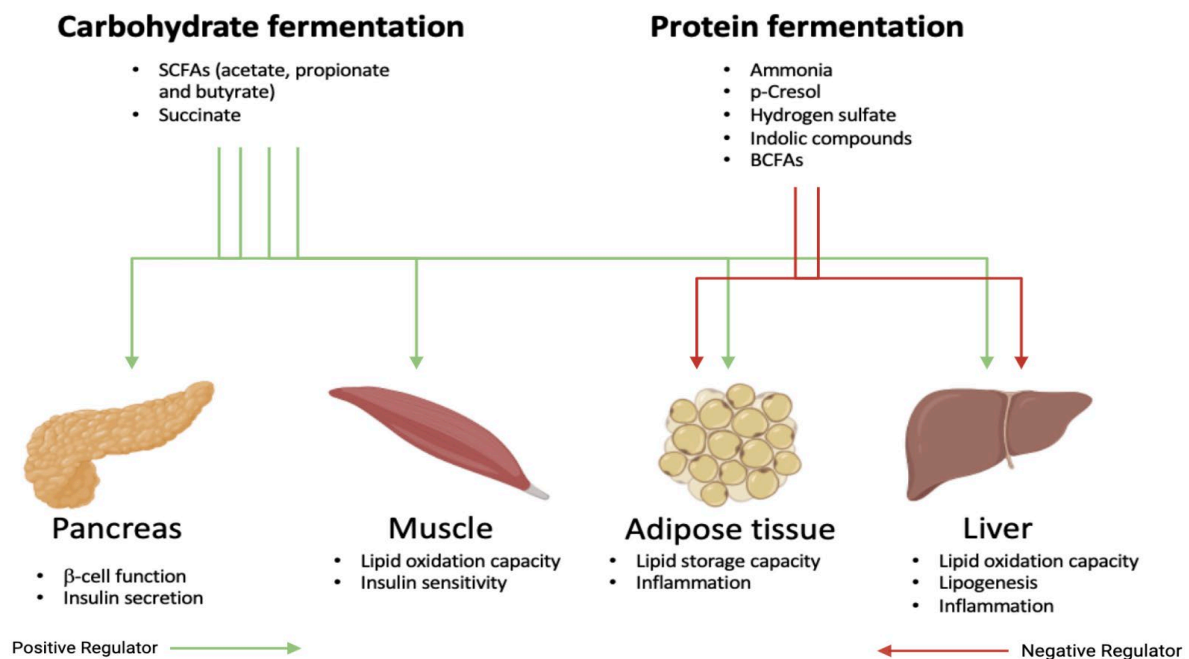 Carbohydrate fermentation
• SCFAs (acetate, propionate
and butyrate)
• Succinate
Protein fermentation
• Ammonia
• p-Cresol
• Hydrogen sulfate
• Indolic compounds
• BCFAs
Pancreas
• β-cell function
• Insulin secretion
Muscle
• Lipid oxidation capacity
• Insulin sensitivity
Adipose tissue
• Lipid storage capacity
• Inflammation
Liver
• Lipid oxidation capacity
• Lipogenesis
• Inflammation
Positive Regulator
Negative Regulator